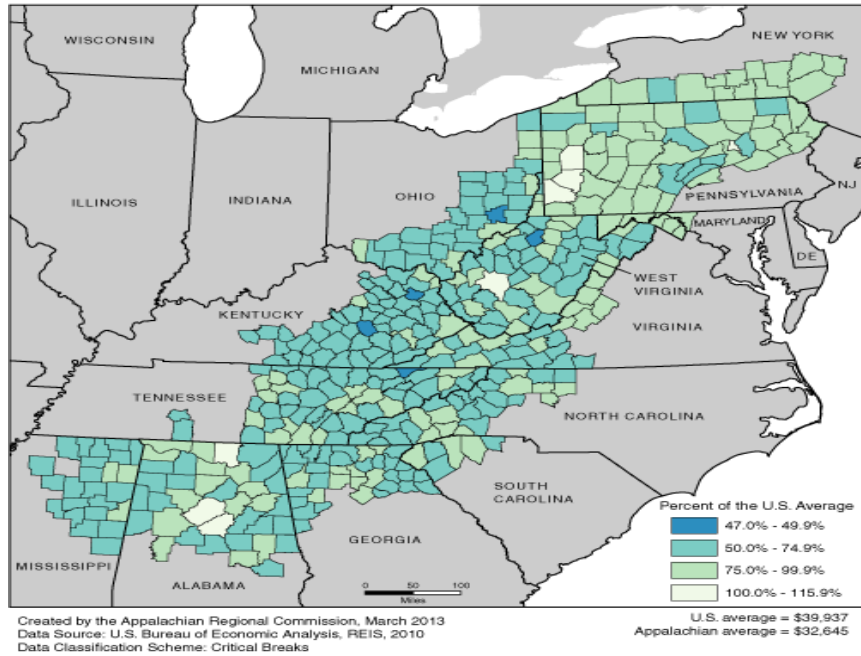 WISCONSIN
NEW YORK
MICHIGAN
ILLINOIS
INDIANA
OHIO
PENNSYLVANIA
NJ
MARYLAND
DE
WEST
VIRGINIA
KENTUCKY
VIRGINIA
TENNESSEE
NORTH CAROLINA
SOUTH
CAROLINA
GEORGIA
MISSISSIPPI
ALABAMA
0 50 100
Miles
Percent of the U.S. Average
47.0% - 49.9%
50.0% - 74.9%
75.0% - 99.9%
100.0% - 115.9%
Created by the Appalachian Regional Commission, March 2013
Data Source: U.S. Bureau of Economic Analysis, REIS, 2010
Data Classification Scheme: Critical Breaks
U.S. average = $39,937
Appalachian average = $32,645